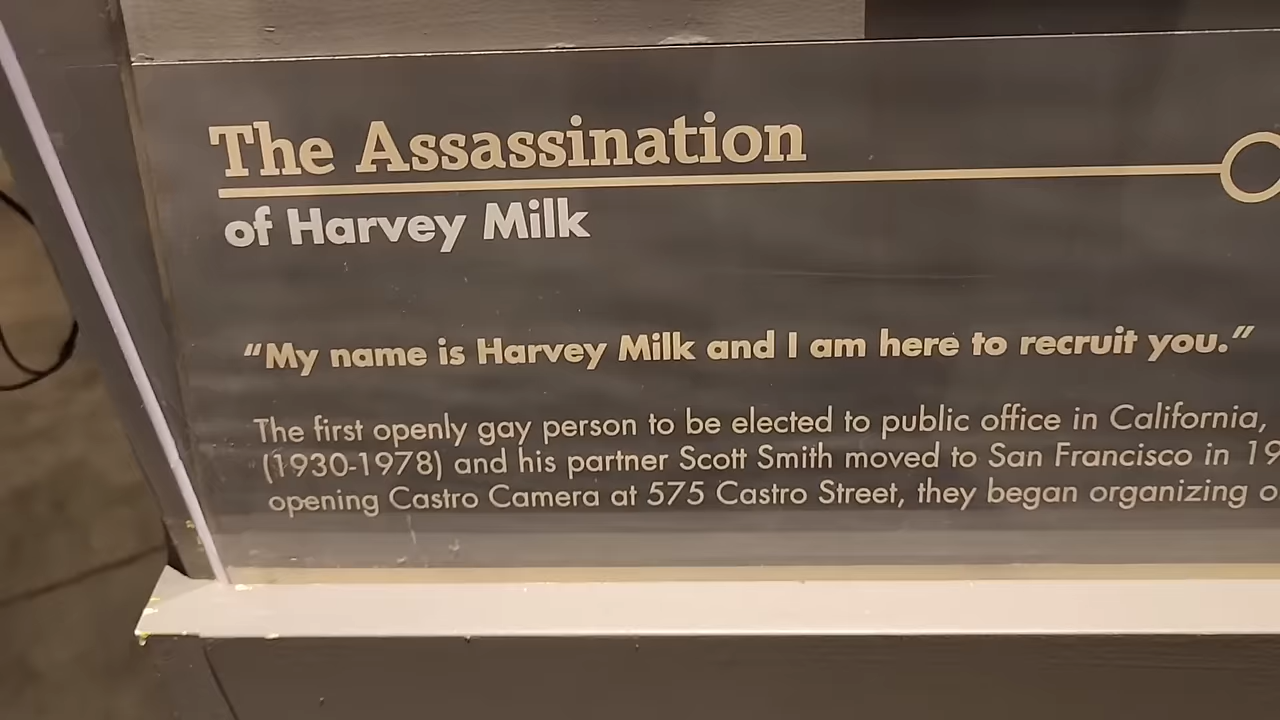 The Assassination
of Harvey Milk
“My name is Harvey Milk and I am here to recruit you.”
The first openly gay person to be elected to public office in California,
(1930-1978) and his partner Scott Smith moved to San Francisco in
opening Castro Camera at 575 Castro Street, they began organizing